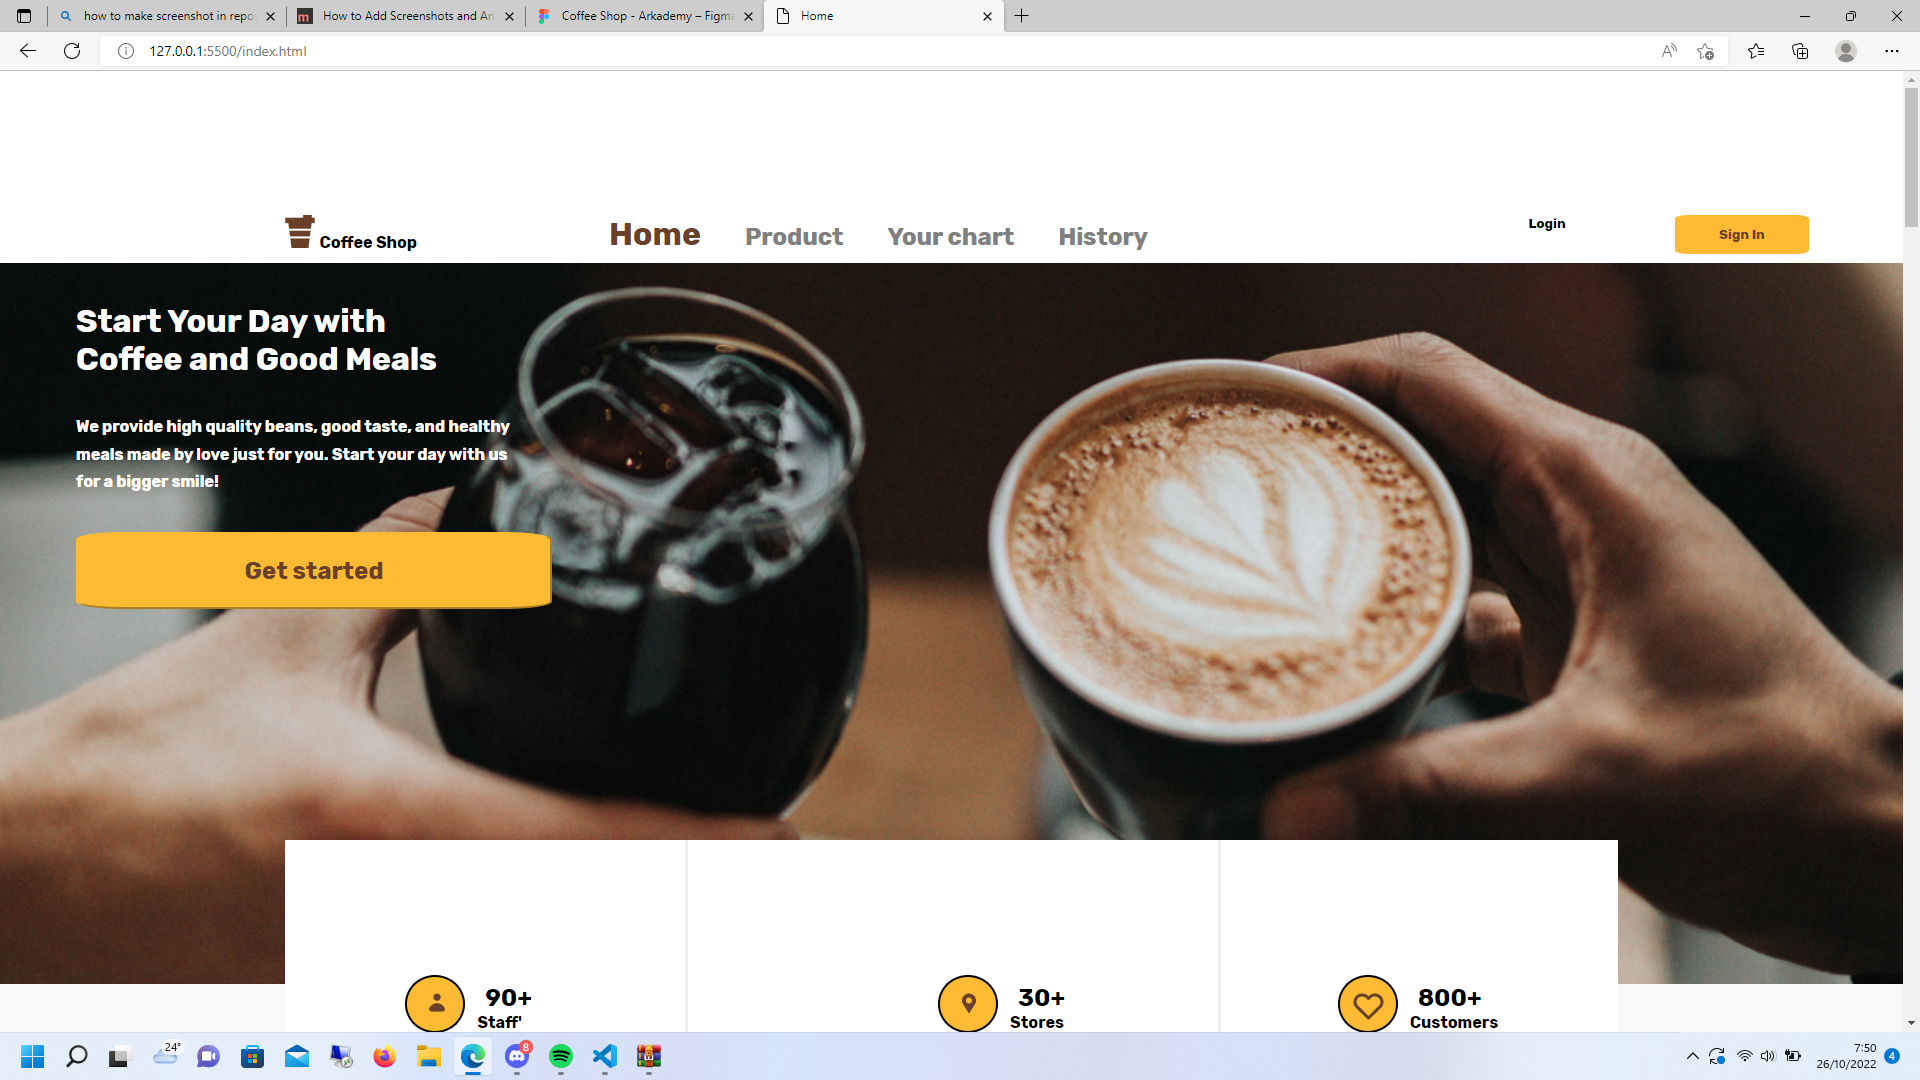 how to make screenshot in repos
How to Add Screenshots and An
Coffee Shop - Arkademy – Figma
Home
127.0.0.1:5500/index.html
Coffee Shop
Home
Product
Your chart
History
Login
Sign In
Start Your Day with
Coffee and Good Meals
We provide high quality beans, good taste, and healthy
meals made by love just for you. Start your day with us
for a bigger smile!
Get started
90+
Staff'
30+
Stores
800+
Customers
24°
8
7:50
26/10/2022
4